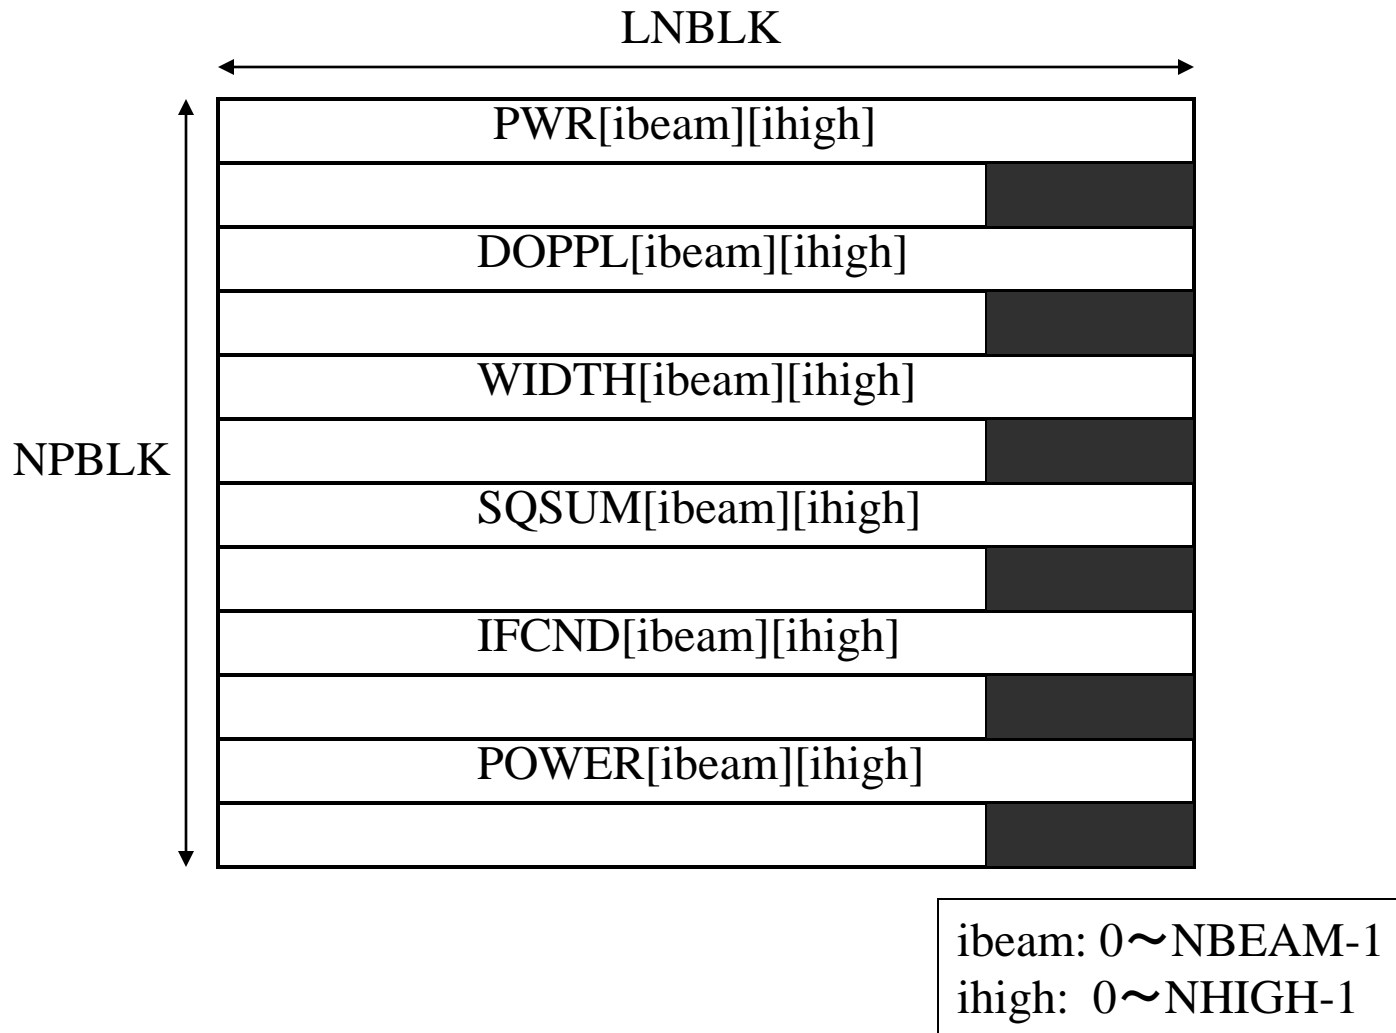 LNBLK
PWR[ibeam][ihigh]
DOPPL[ibeam][ihigh]
WIDTH[ibeam][ihigh]
NPBLK
SQSUM[ibeam][ihigh]
IFCND[ibeam][ihigh]
POWER[ibeam][ihigh]
ibeam: 0～NBEAM-1
ihigh: 0～NHIGH-1